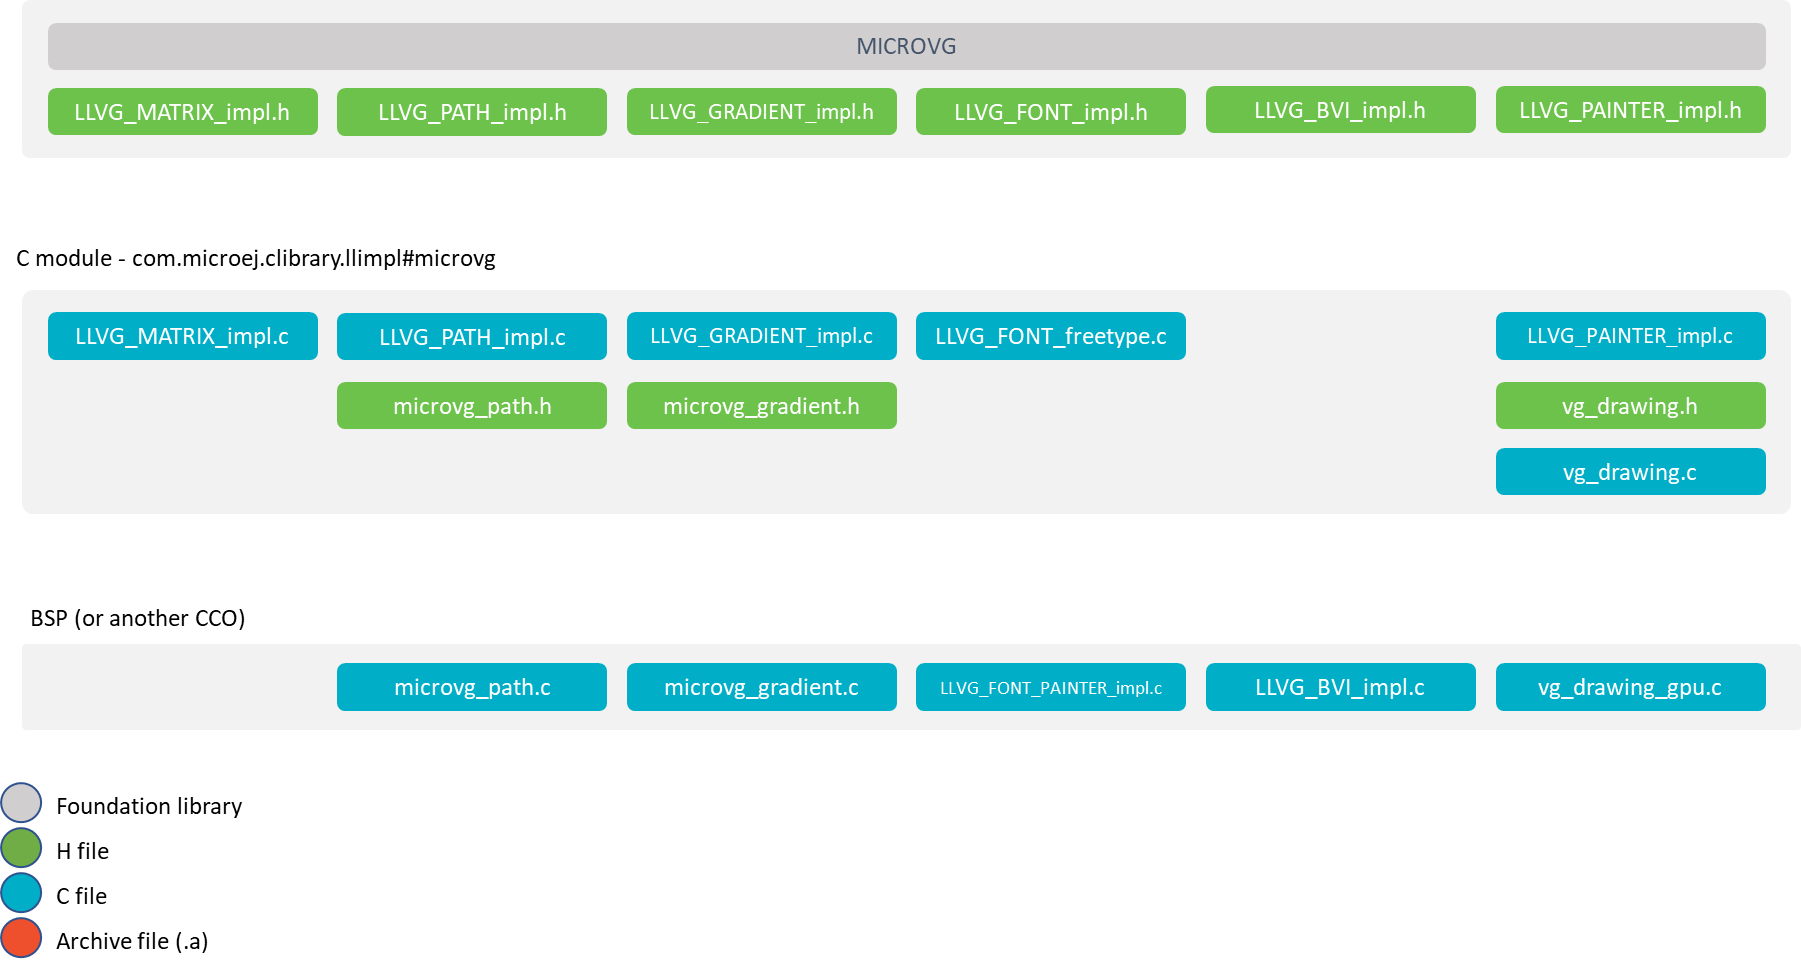 MICROVG
LLVG_MATRIX_impl.h LLVG_PATH_impl.h LLVG_GRADIENT_impl.h LLVG_FONT_impl.h LLVG_BVI_impl.h LLVG_PAINTER_impl.h
C module - com.microej.clibrary.llimpl#microvg
LLVG_MATRIX_impl.c LLVG_PATH_impl.c LLVG_GRADIENT_impl.c LLVG_FONT_freetype.c LLVG_PAINTER_impl.c
microvg_path.h microvg_gradient.h vg_drawing.h
vg_drawing.c
BSP (or another CCO)
microvg_path.c microvg_gradient.c LLVG_FONT_PAINTER_impl.c LLVG_BVI_impl.c vg_drawing_gpu.c
Foundation library
H file
C file
Archive file (.a)